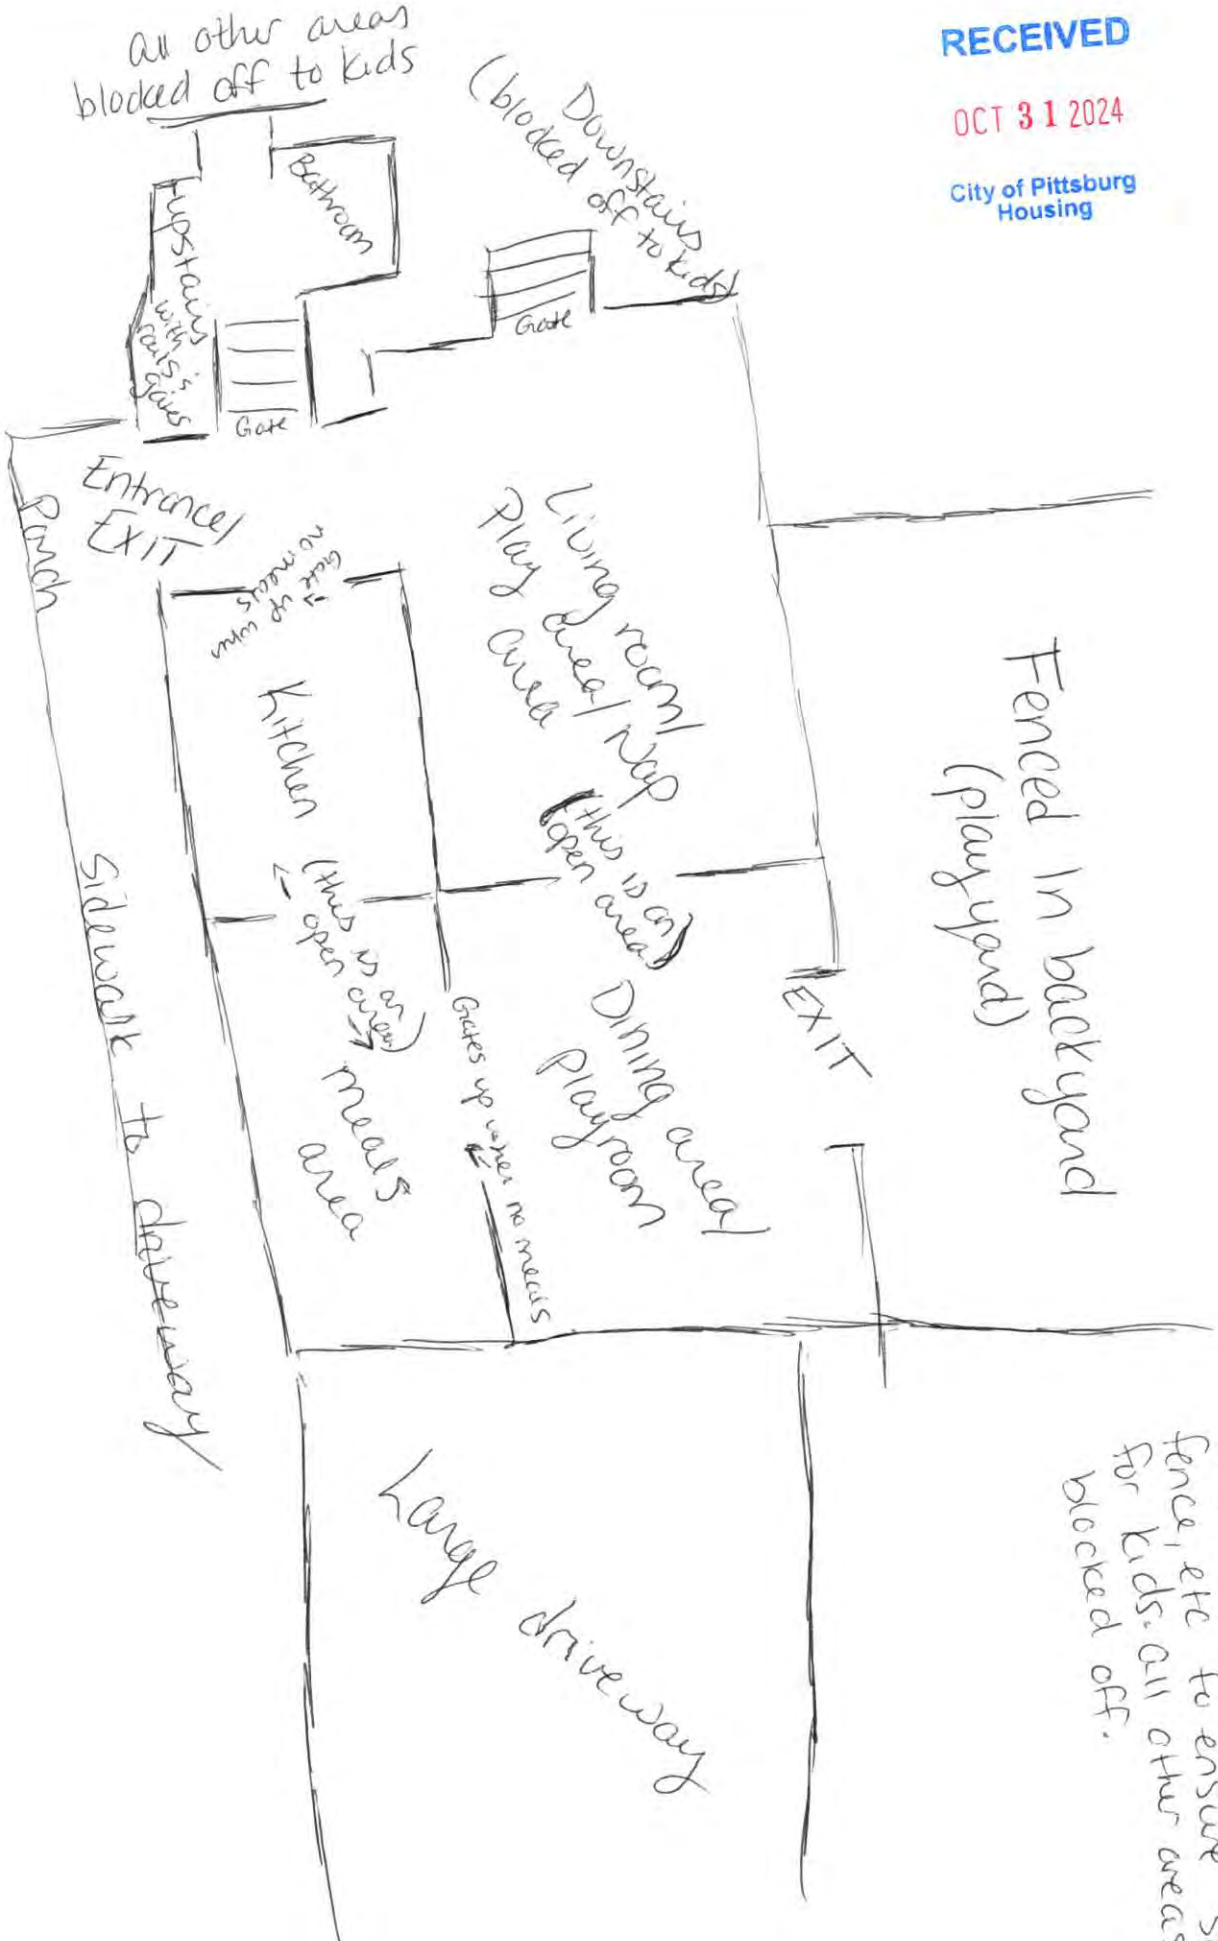 RECEIVED
OCT 31 2024
City of Pittsburg
Housing
all other areas
blocked off to kids
Downstairs
(blocked off to kids)
Bathroom
upstairs
with
gates
Gate
Gate
Entrance/
EXIT
Porch
Gate up when
no meals
Living room/
Play area/ Nap
area
Kitchen
(this is an
open area)
(this is an
open area)
Fenced In backyard
(play yard)
EXIT
Dining area/
Playroom
Gates up when no meals
meals
area
Sidewalk to driveway
Large driveway
fence, etc to ensure
for kids. all other areas
blocked off.